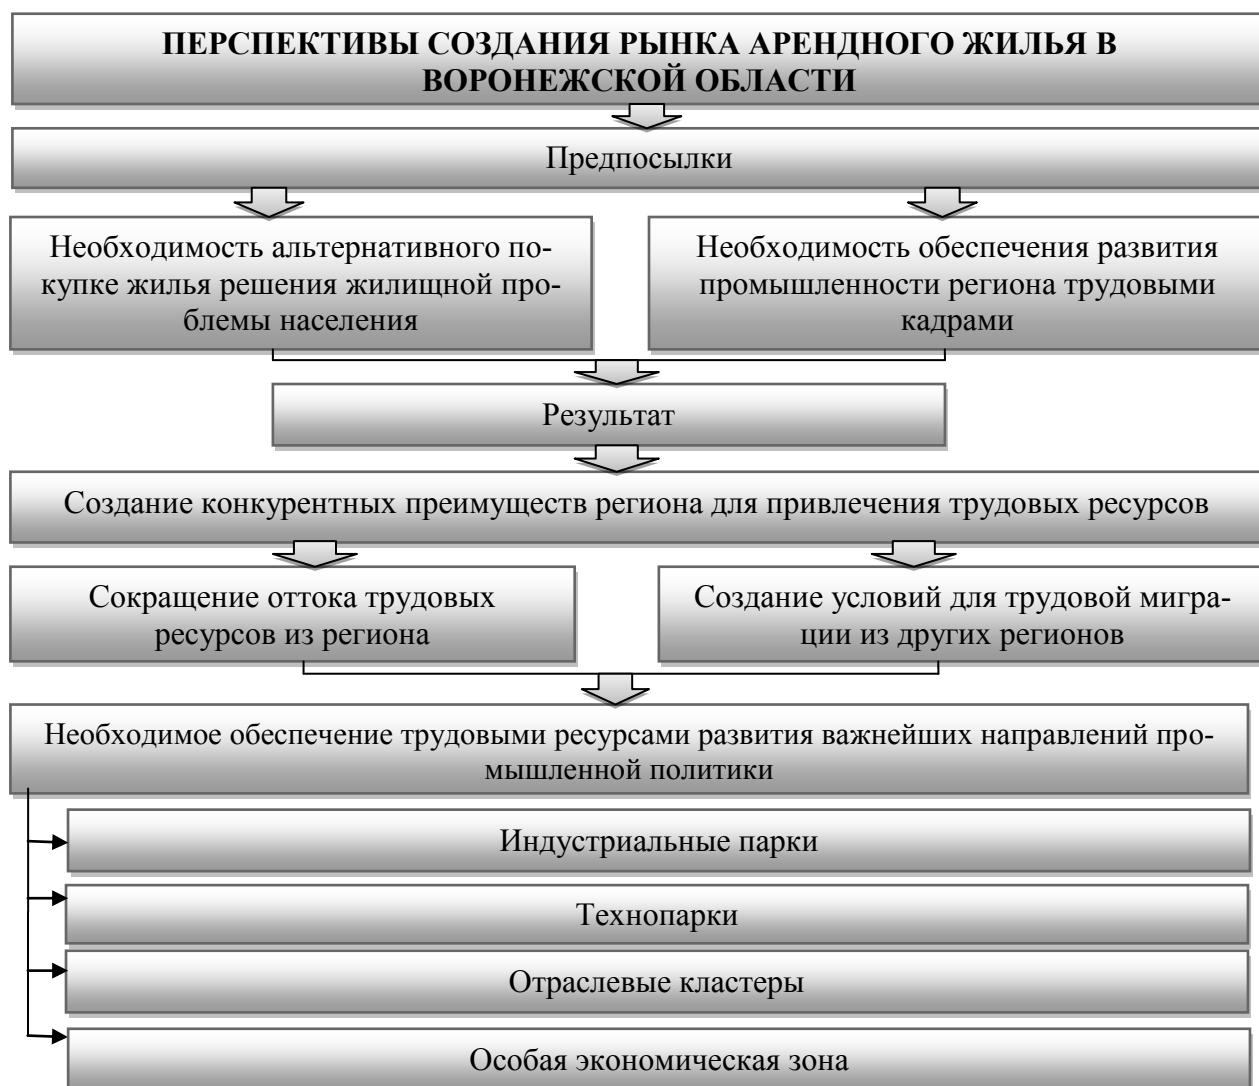 ПЕРСПЕКТИВЫ СОЗДАНИЯ РЫНКА АРЕНДНОГО ЖИЛЬЯ В
ВОРОНЕЖСКОЙ ОБЛАСТИ
Предпосылки
Необходимость альтернативного по-
купке жилья решения жилищной про-
блемы населения
Необходимость обеспечения развития
промышленности региона трудовыми
кадрами
Результат
Создание конкурентных преимуществ региона для привлечения трудовых ресурсов
Сокращение оттока трудовых
ресурсов из региона
Создание условий для трудовой мигра-
ции из других регионов
Необходимое обеспечение трудовыми ресурсами развития важнейших направлений про-
мышленной политики
Индустриальные парки
Технопарки
Отраслевые кластеры
Особая экономическая зона